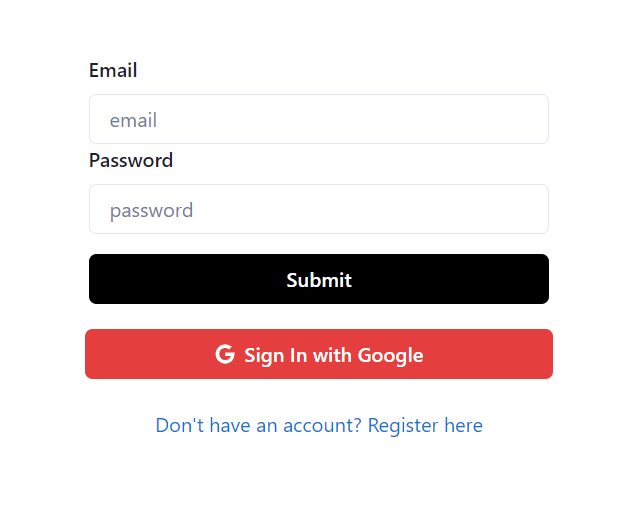 Email
email
Password
password
Submit
Sign In with Google
Don't have an account? Register here